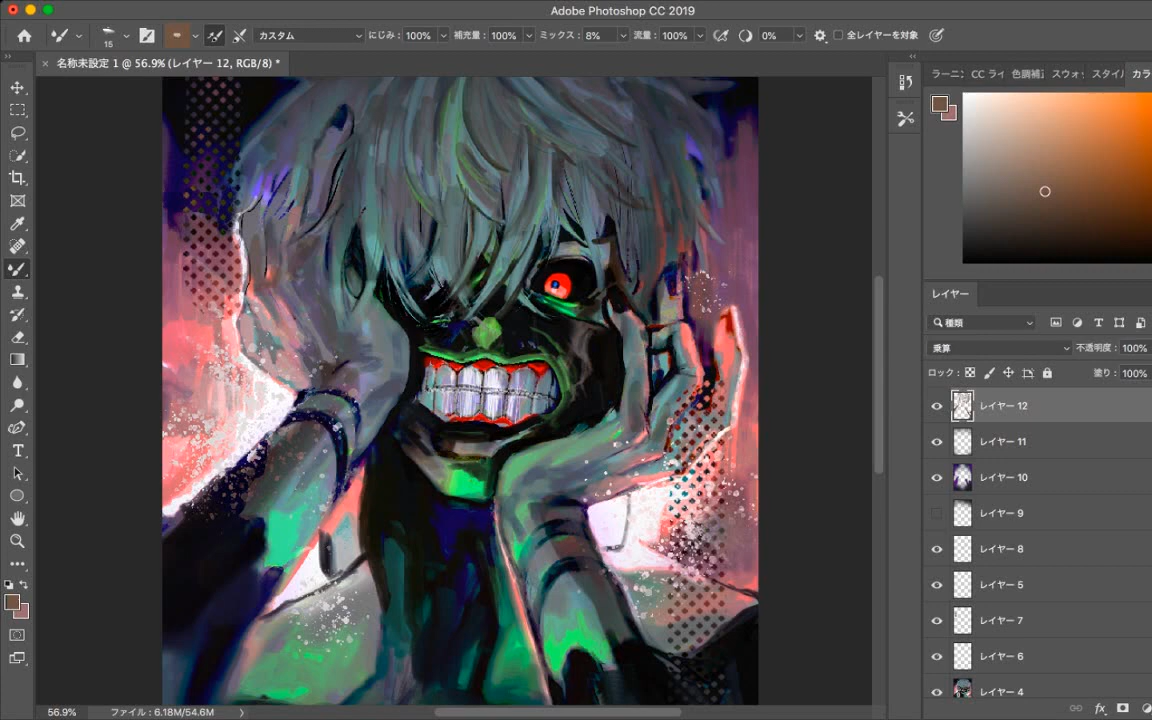 Adobe Photoshop CC 2019
15
カスタム
にじみ: 100%
補充量: 100%
ミックス: 8%
流量: 100%
0%
全レイヤーを対象
× 名称未設定 1 @ 56.9% (レイヤー 12, RGB/8) *
ラーニン
CC ライ
色調補正
スウォッ
スタイル
カラ
レイヤー
種類
乗算
不透明度: 100%
ロック:
塗り: 100%
レイヤー 12
レイヤー 11
レイヤー 10
レイヤー 9
レイヤー 8
レイヤー 5
レイヤー 7
レイヤー 6
レイヤー 4
56.9%
ファイル : 6.18M/54.6M
fx